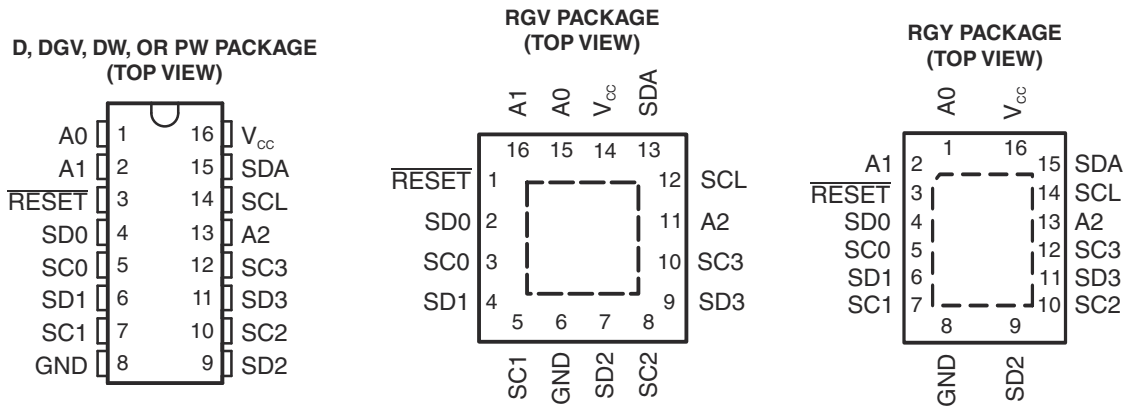 D, DGV, DW, OR PW PACKAGE
(TOP VIEW)
A0 1 16 VCC
A1 2 15 SDA
RESET 3 14 SCL
SD0 4 13 A2
SC0 5 12 SC3
SD1 6 11 SD3
SC1 7 10 SC2
GND 8 9 SD2
RGV PACKAGE
(TOP VIEW)
A1 A0 VCC SDA
16 15 14 13
RESET 1 12 SCL
SD0 2 11 A2
SC0 3 10 SC3
SD1 4 9 SD3
5 6 7 8
SC1 GND SD2 SC2
RGY PACKAGE
(TOP VIEW)
A0 VCC
1 16
A1 2 15 SDA
RESET 3 14 SCL
SD0 4 13 A2
SC0 5 12 SC3
SD1 6 11 SD3
SC1 7 10 SC2
8 9
GND SD2